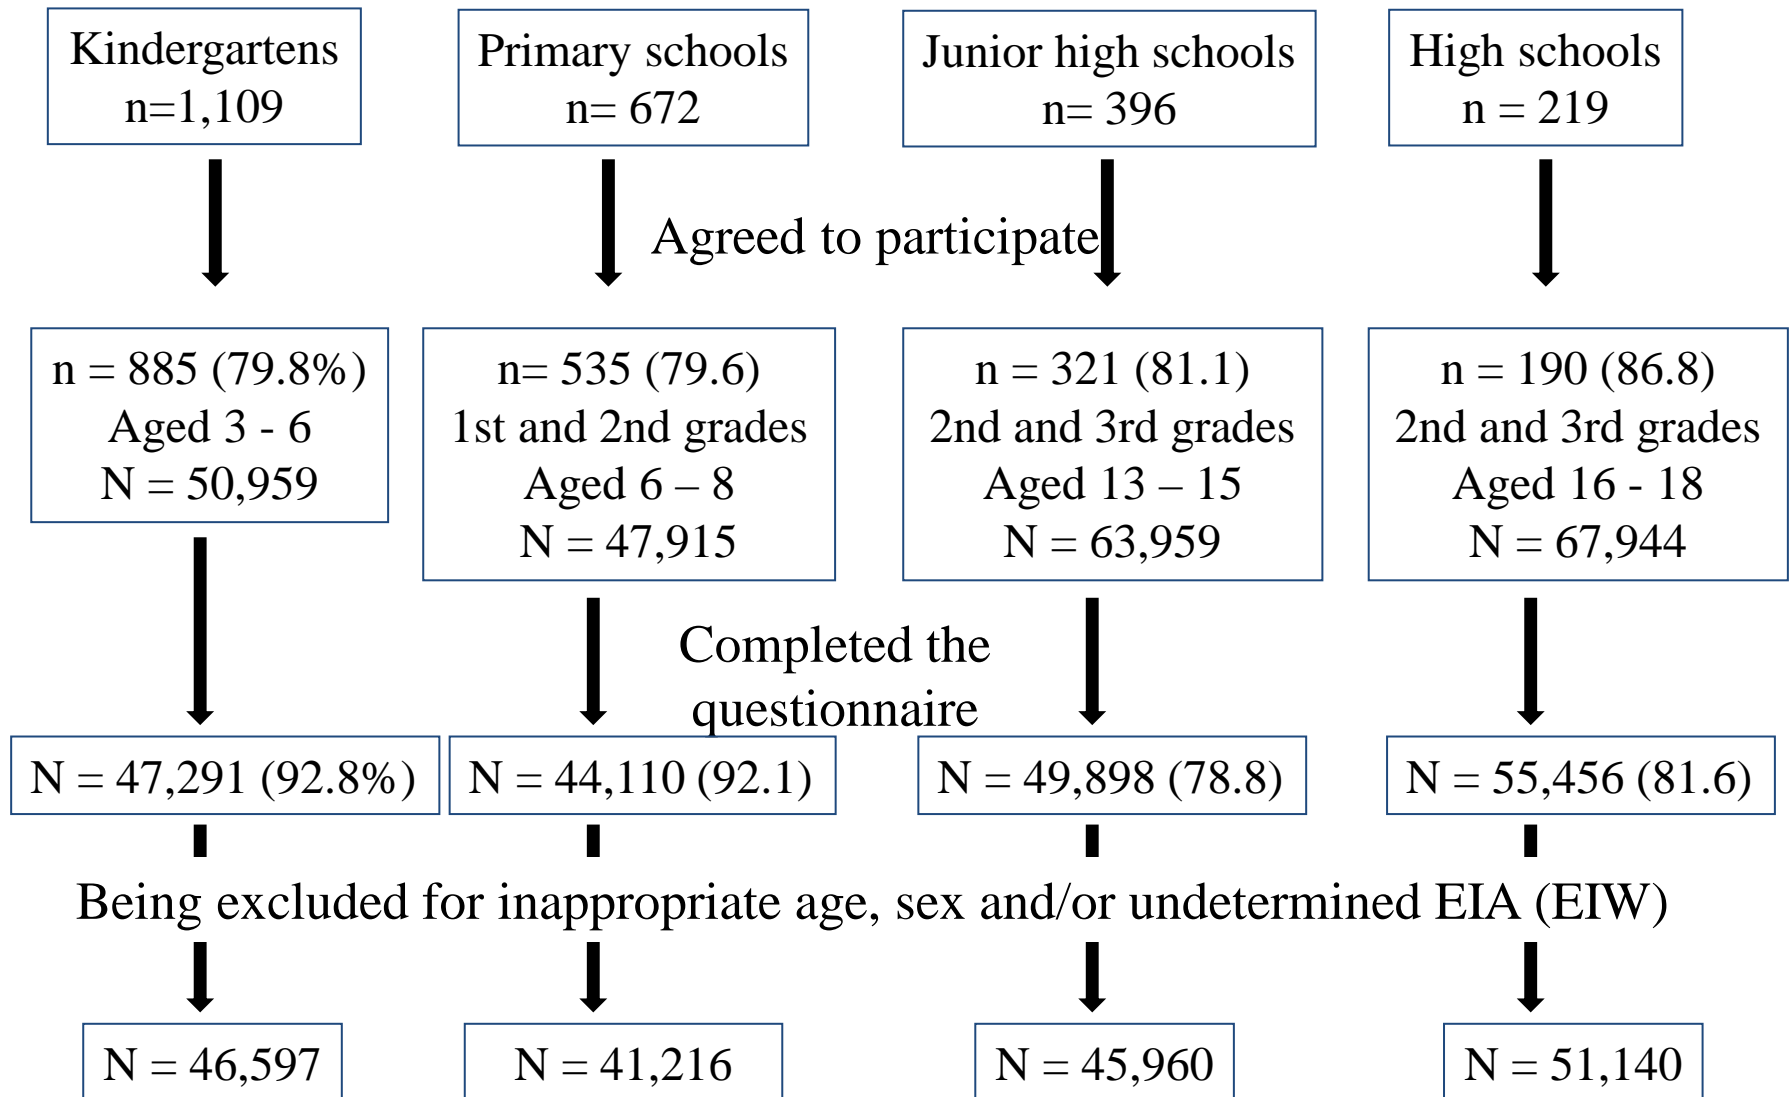 Kindergartens
n=1,109
Primary schools
n= 672
Junior high schools
n= 396
High schools
n = 219
Agreed to participate
n = 885 (79.8%)
Aged 3 - 6
N = 50,959
n= 535 (79.6)
1st and 2nd grades
Aged 6 – 8
N = 47,915
n = 321 (81.1)
2nd and 3rd grades
Aged 13 – 15
N = 63,959
n = 190 (86.8)
2nd and 3rd grades
Aged 16 - 18
N = 67,944
Completed the
questionnaire
N = 47,291 (92.8%)
N = 44,110 (92.1)
N = 49,898 (78.8)
N = 55,456 (81.6)
Being excluded for inappropriate age, sex and/or undetermined EIA (EIW)
N = 46,597
N = 41,216
N = 45,960
N = 51,140